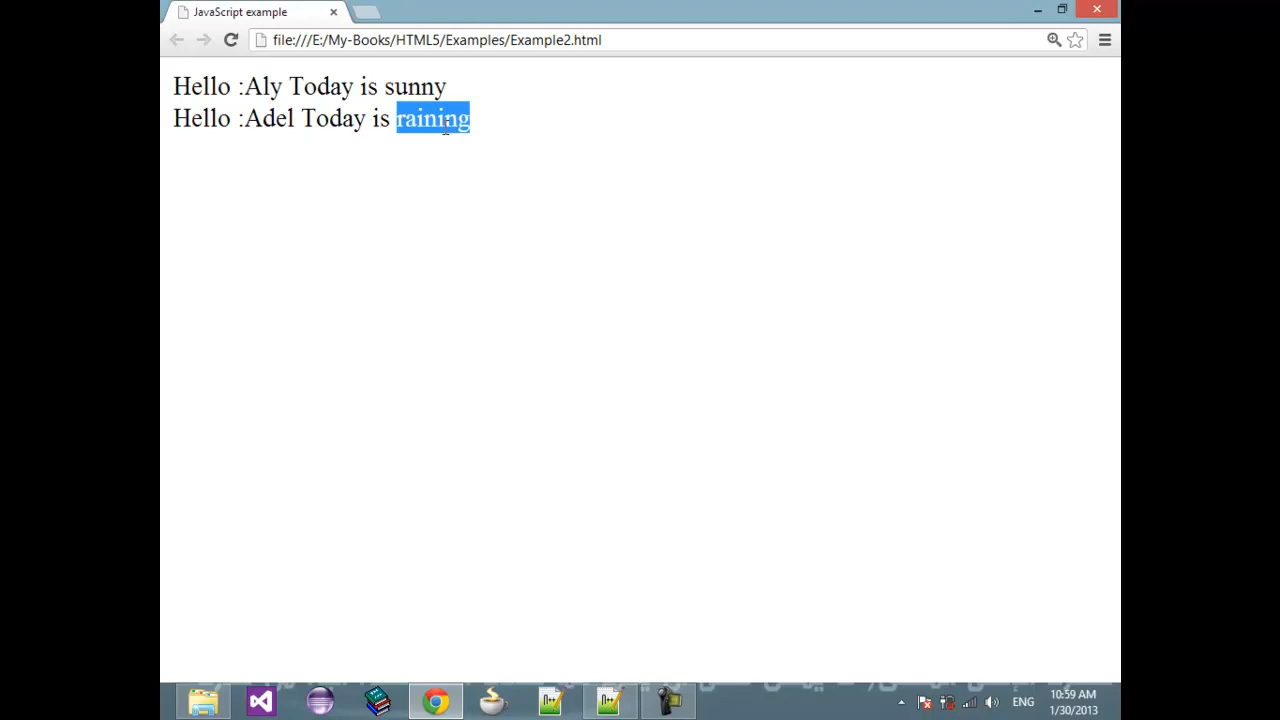 JavaScript example
file:///E:/My-Books/HTML5/Examples/Example2.html
Hello :Aly Today is sunny
Hello :Adel Today is raining
ENG
10:59 AM
1/30/2013